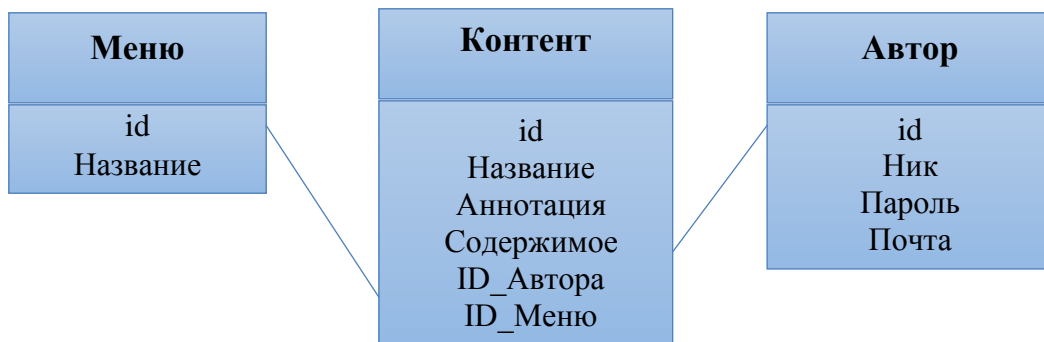 Меню
id
Название
Контент
id
Название
Аннотация
Содержимое
ID_Автора
ID_Меню
Автор
id
Ник
Пароль
Почта